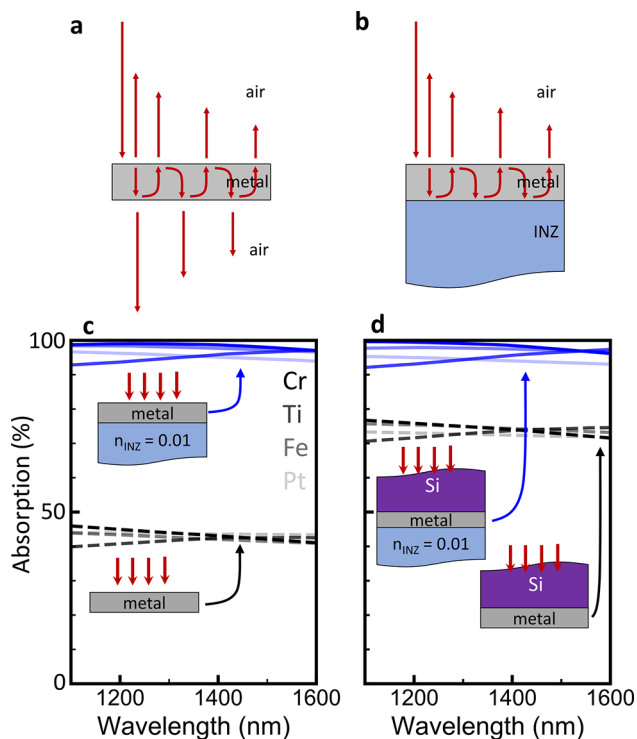 a
air
metal
air
b
air
metal
INZ
c
100
50
0
Absorption (%)
metal
n_INZ = 0.01
Cr
Ti
Fe
Pt
metal
1200
1400
1600
Wavelength (nm)
d
Si
metal
n_INZ = 0.01
Si
metal
1200
1400
1600
Wavelength (nm)